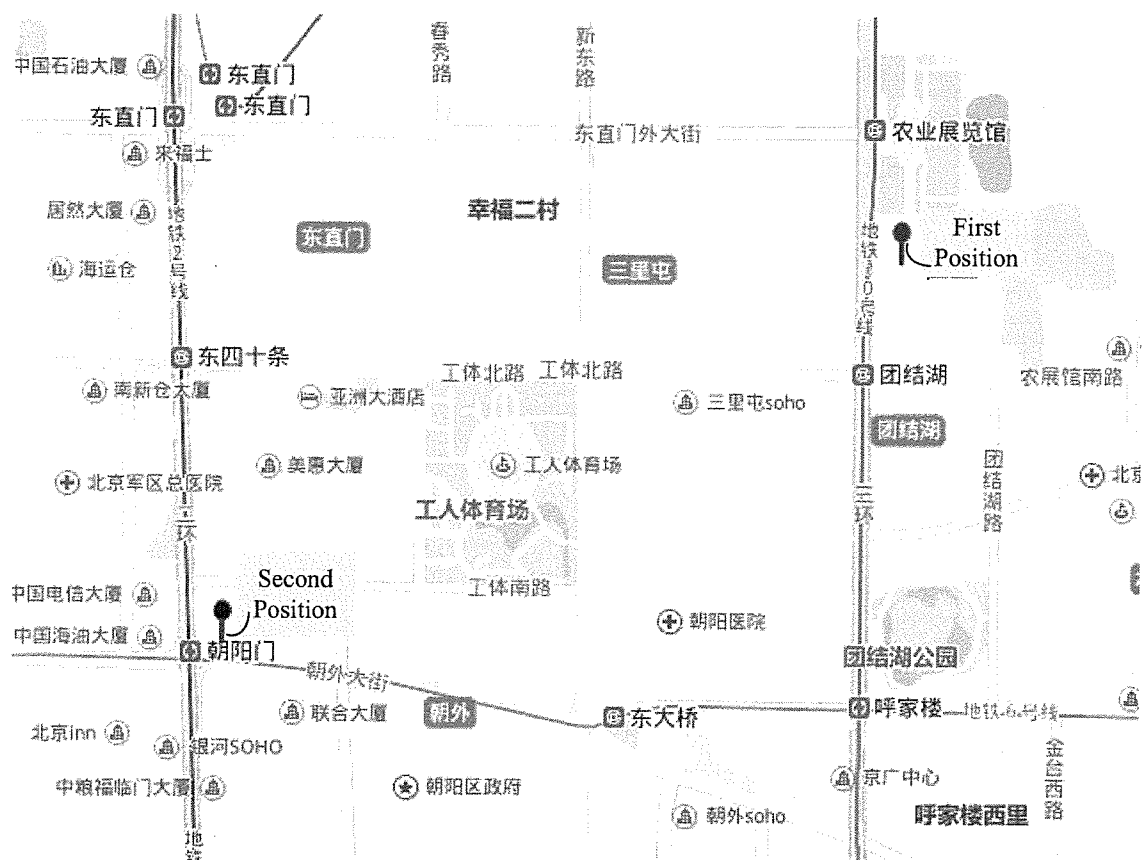 春秀路
新东路
中国石油大厦
东直门
东直门
东直门
东直门外大街
农业展览馆
来福士
居然大厦
幸福二村
东直门
地铁2号线
First
Position
海运仓
三里屯
地铁10号线
东四十条
工体北路
工体北路
团结湖
农展馆南路
南新仓大厦
亚洲大酒店
三里屯soho
团结湖
美惠大厦
工人体育场
团结湖路
北京军区总医院
北京
工人体育场
二环
三环
Second
Position
中国电信大厦
工体南路
中国海油大厦
朝阳医院
朝阳门
团结湖公园
朝外大街
联合大厦
朝外
东大桥
呼家楼
地铁6号线
北京inn
银河SOHO
金台西路
中粮福临门大厦
朝阳区政府
京广中心
朝外soho
呼家楼西里
地铁